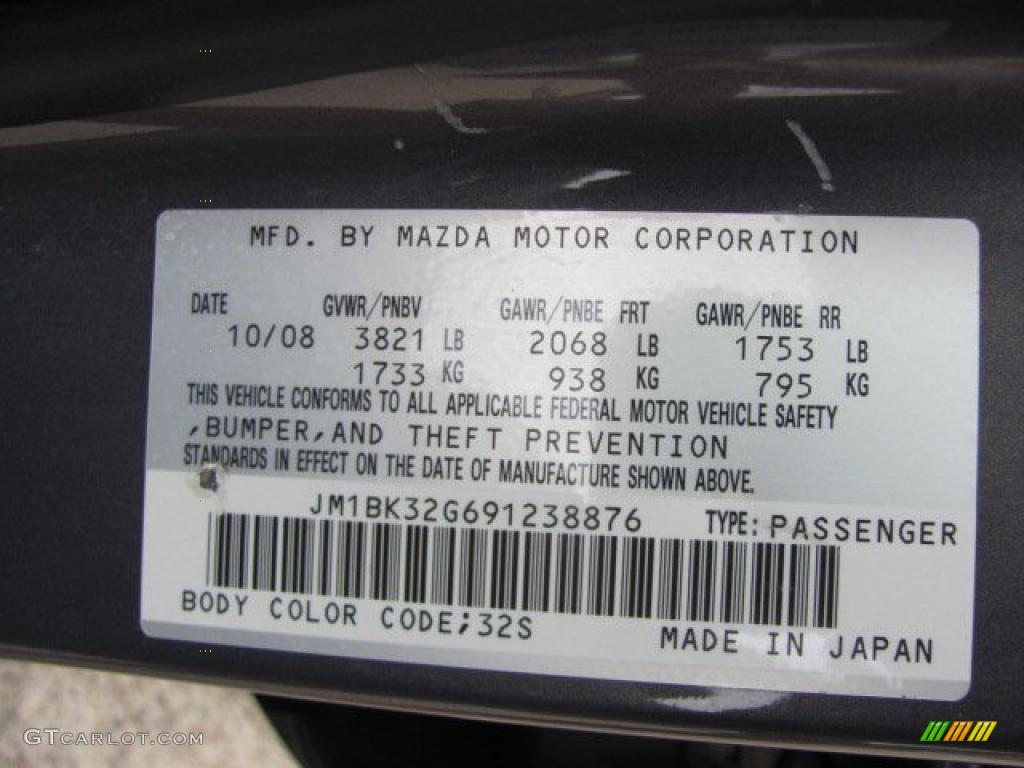 MFD. BY MAZDA MOTOR CORPORATION
DATE GVWR/PNBV GAWR/PNBE FRT GAWR/PNBE RR
10/08 3821 LB 2068 LB 1753 LB
1733 KG 938 KG 795 KG
THIS VEHICLE CONFORMS TO ALL APPLICABLE FEDERAL MOTOR VEHICLE SAFETY
,BUMPER,AND THEFT PREVENTION
STANDARDS IN EFFECT ON THE DATE OF MANUFACTURE SHOWN ABOVE.
JM1BK32G691238876 TYPE: PASSENGER
BODY COLOR CODE;32S
MADE IN JAPAN
GTCARLOT.COM